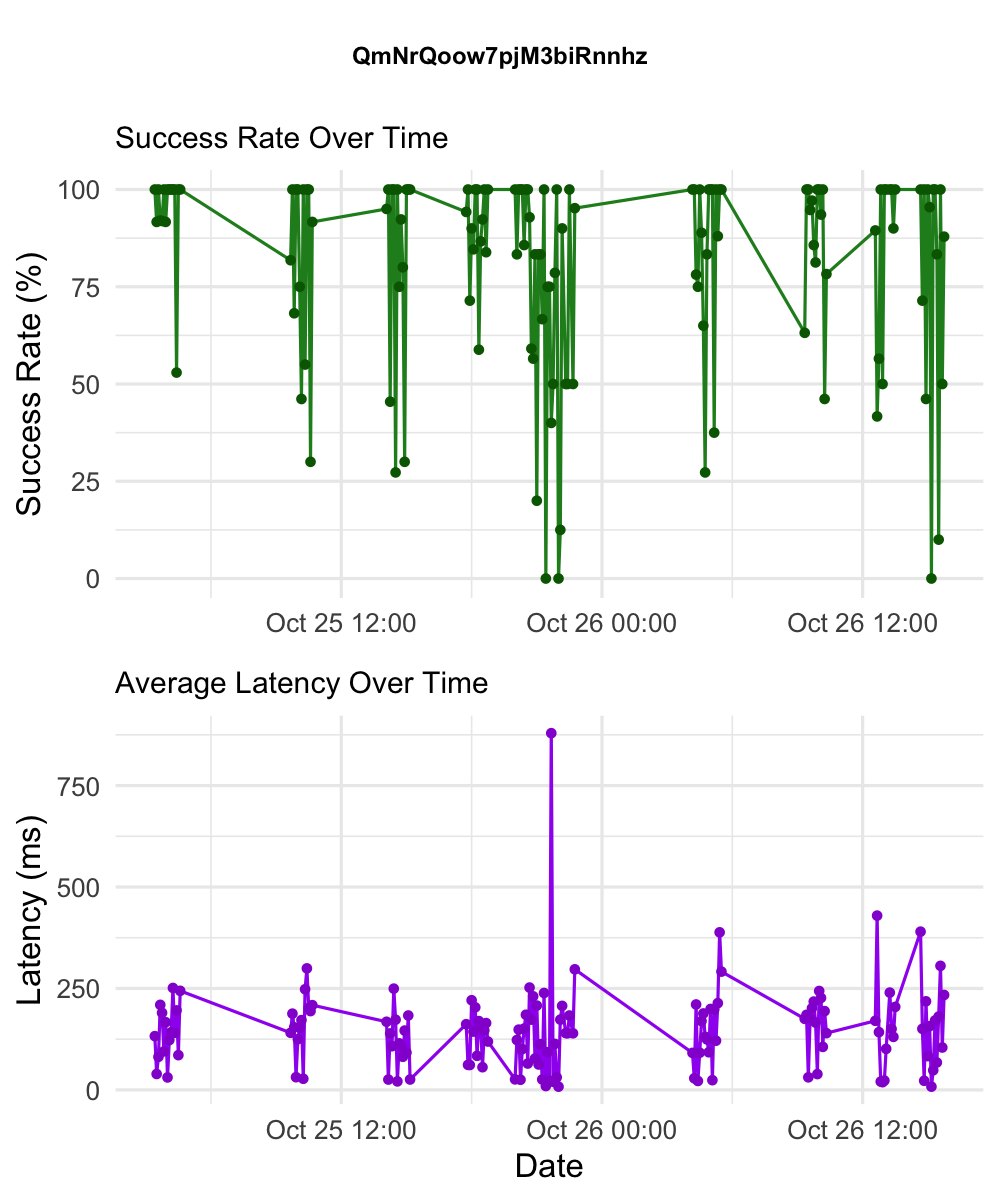 QmNrQoow7pjM3biRnnhz
Success Rate Over Time
Success Rate (%)
100
75
50
25
0
Oct 25 12:00 Oct 26 00:00 Oct 26 12:00
Average Latency Over Time
Latency (ms)
750
500
250
0
Oct 25 12:00 Oct 26 00:00 Oct 26 12:00
Date